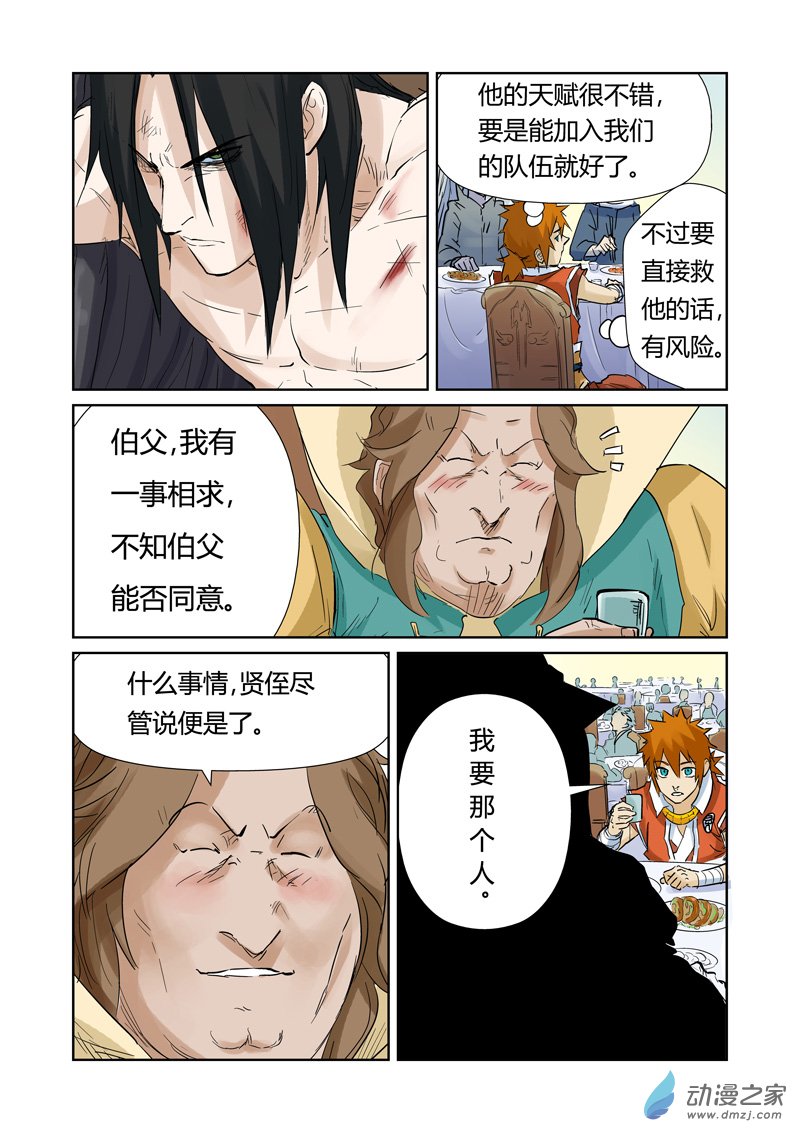 他的天赋很不错，
要是能加入我们
的队伍就好了。
不过要
直接救
他的话，
有风险。
伯父，我有
一事相求，
不知伯父
能否同意。
什么事情，贤侄尽
管说便是了。
我要那个人。
动漫之家
www.dmzj.com